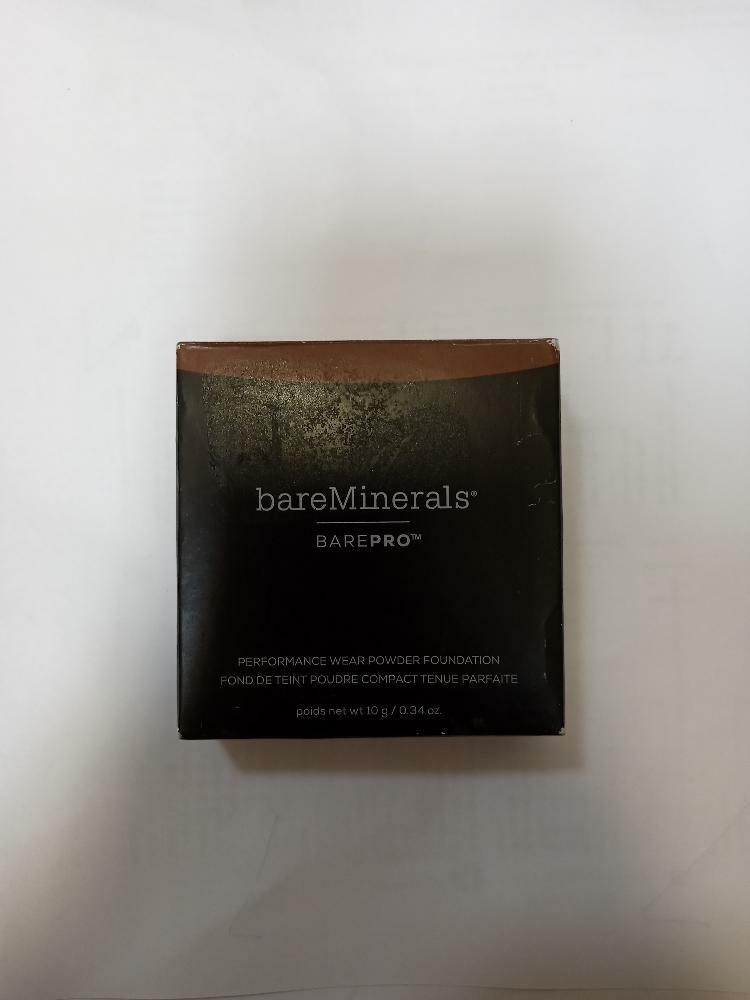 bareMinerals®
BAREPRO™
PERFORMANCE WEAR POWDER FOUNDATION
FOND DE TEINT POUDRE COMPACT TENUE PARFAITE
poids net wt 10 g / 0.34 oz.